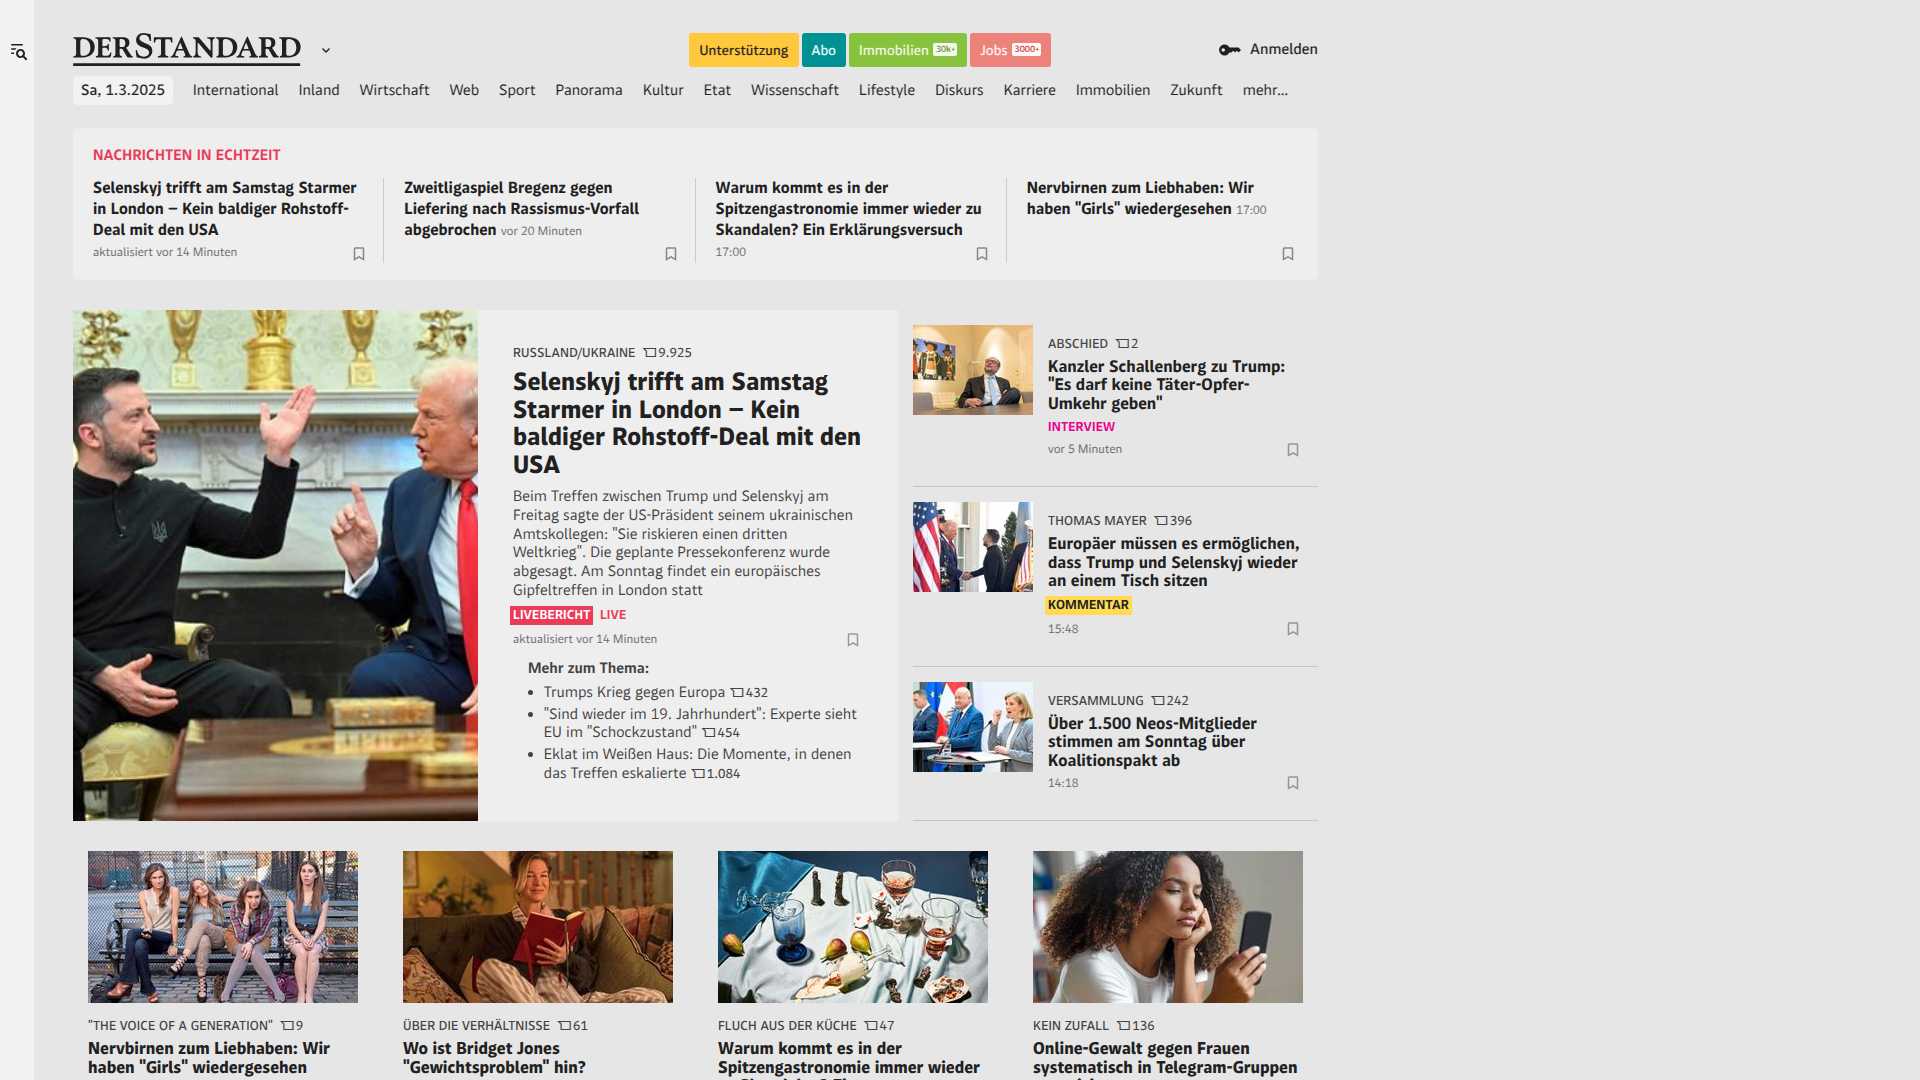 DERSTANDARD
Unterstützung
Abo
Immobilien 30k+
Jobs 3000+
Anmelden
Sa, 1.3.2025 International Inland Wirtschaft Web Sport Panorama Kultur Etat Wissenschaft Lifestyle Diskurs Karriere Immobilien Zukunft mehr...
NACHRICHTEN IN ECHTZEIT
Selenskyj trifft am Samstag Starmer
in London – Kein baldiger Rohstoff-
Deal mit den USA
aktualisiert vor 14 Minuten
Zweitligaspiel Bregenz gegen
Liefering nach Rassismus-Vorfall
abgebrochen vor 20 Minuten
Warum kommt es in der
Spitzengastronomie immer wieder zu
Skandalen? Ein Erklärungsversuch
17:00
Nervbirnen zum Liebhaben: Wir
haben "Girls" wiedergesehen 17:00
RUSSLAND/UKRAINE 9.925
Selenskyj trifft am Samstag
Starmer in London – Kein
baldiger Rohstoff-Deal mit den
USA
Beim Treffen zwischen Trump und Selenskyj am
Freitag sagte der US-Präsident seinem ukrainischen
Amtskollegen: "Sie riskieren einen dritten
Weltkrieg". Die geplante Pressekonferenz wurde
abgesagt. Am Sonntag findet ein europäisches
Gipfeltreffen in London statt
LIVEBERICHT LIVE
aktualisiert vor 14 Minuten
Mehr zum Thema:
• Trumps Krieg gegen Europa 432
• "Sind wieder im 19. Jahrhundert": Experte sieht
EU im "Schockzustand" 454
• Eklat im Weißen Haus: Die Momente, in denen
das Treffen eskalierte 1.084
ABSCHIED 2
Kanzler Schallenberg zu Trump:
"Es darf keine Täter-Opfer-
Umkehr geben"
INTERVIEW
vor 5 Minuten
THOMAS MAYER 396
Europäer müssen es ermöglichen,
dass Trump und Selenskyj wieder
an einem Tisch sitzen
KOMMENTAR
15:48
VERSAMMLUNG 242
Über 1.500 Neos-Mitglieder
stimmen am Sonntag über
Koalitionspakt ab
14:18
"THE VOICE OF A GENERATION" 9
Nervbirnen zum Liebhaben: Wir
haben "Girls" wiedergesehen
ÜBER DIE VERHÄLTNISSE 61
Wo ist Bridget Jones
"Gewichtsproblem" hin?
FLUCH AUS DER KÜCHE 47
Warum kommt es in der
Spitzengastronomie immer wieder
KEIN ZUFALL 136
Online-Gewalt gegen Frauen
systematisch in Telegram-Gruppen